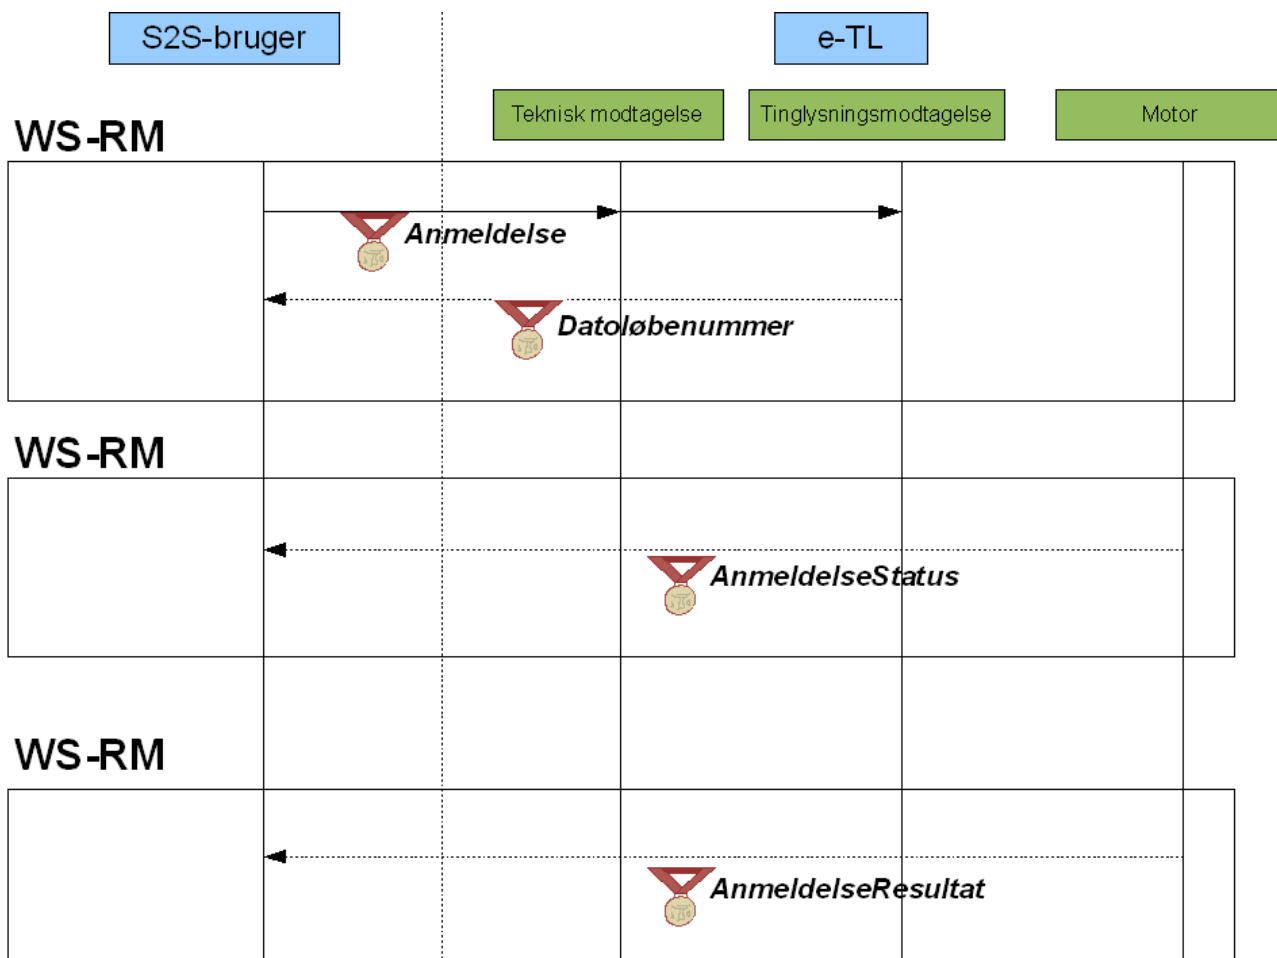 S2S-bruger
e-TL
Teknisk modtagelse
Tinglysningsmodtagelse
Motor
WS-RM
Anmeldelse
Datoløbenummer
WS-RM
AnmeldelseStatus
WS-RM
AnmeldelseResultat